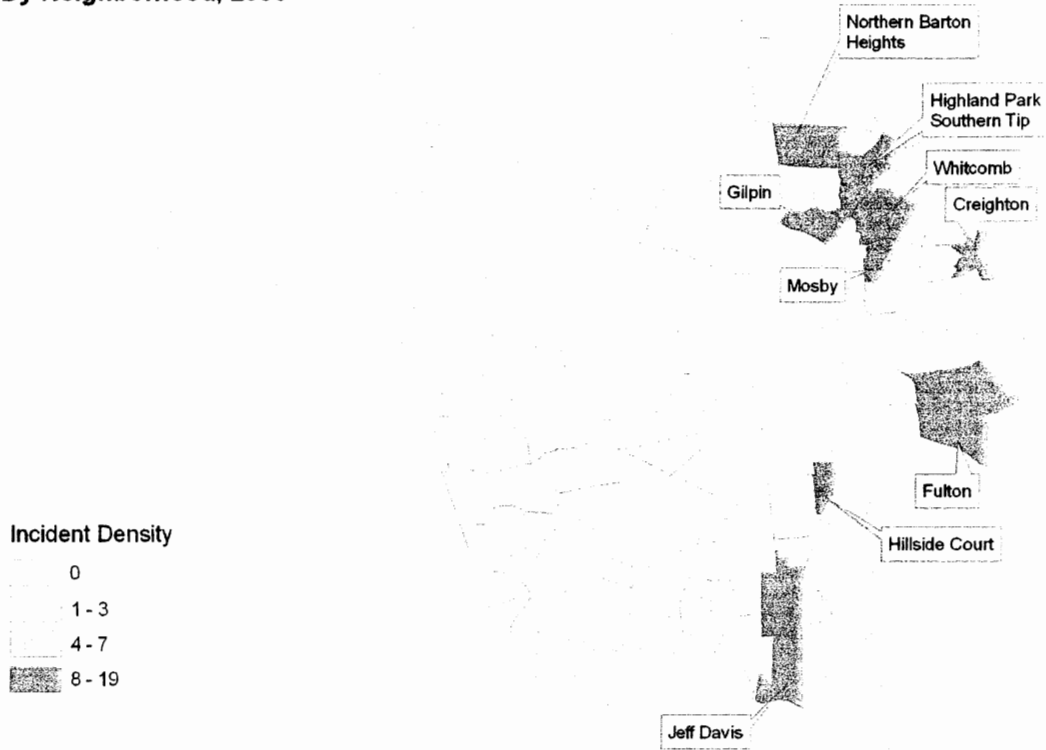 Northern Barton
Heights
Highland Park
Southern Tip
Whitcomb
Gilpin
Creighton
Mosby
Fulton
Hillside Court
Incident Density
0
1 - 3
4 - 7
8 - 19
Jeff Davis